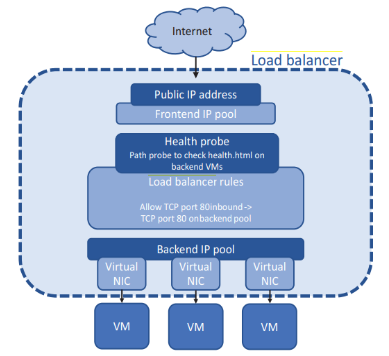 Internet
Load balancer
Public IP address
Frontend IP pool
Health probe
Path probe to check health.html on
backend VMs
Load balancer rules
Allow TCP port 80inbound->
TCP port 80 onbackend pool
Backend IP pool
Virtual
NIC
Virtual
NIC
Virtual
NIC
VM
VM
VM